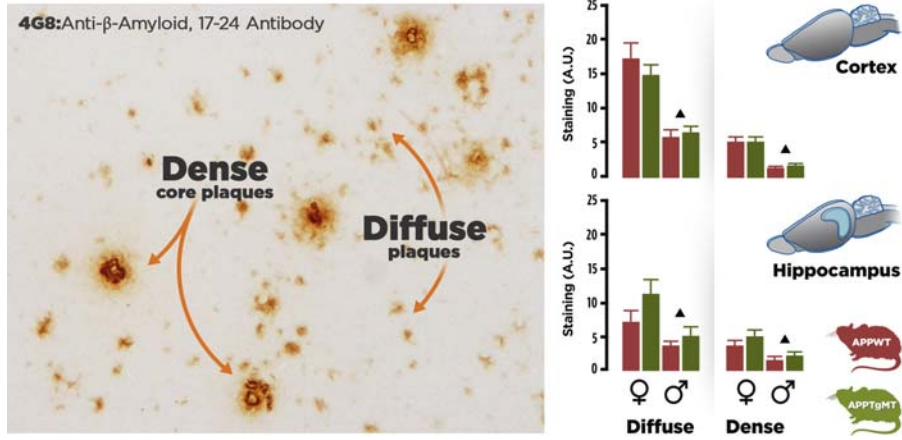 4G8:Anti-β-Amyloid, 17-24 Antibody
Dense
core plaques
Diffuse
plaques
Staining (A.U.)
25
20
15
10
5
0
Cortex
Staining (A.U.)
25
20
15
10
5
0
Hippocampus
♀ ♂ ♀ ♂
Diffuse Dense
APPWT
APPTgMT